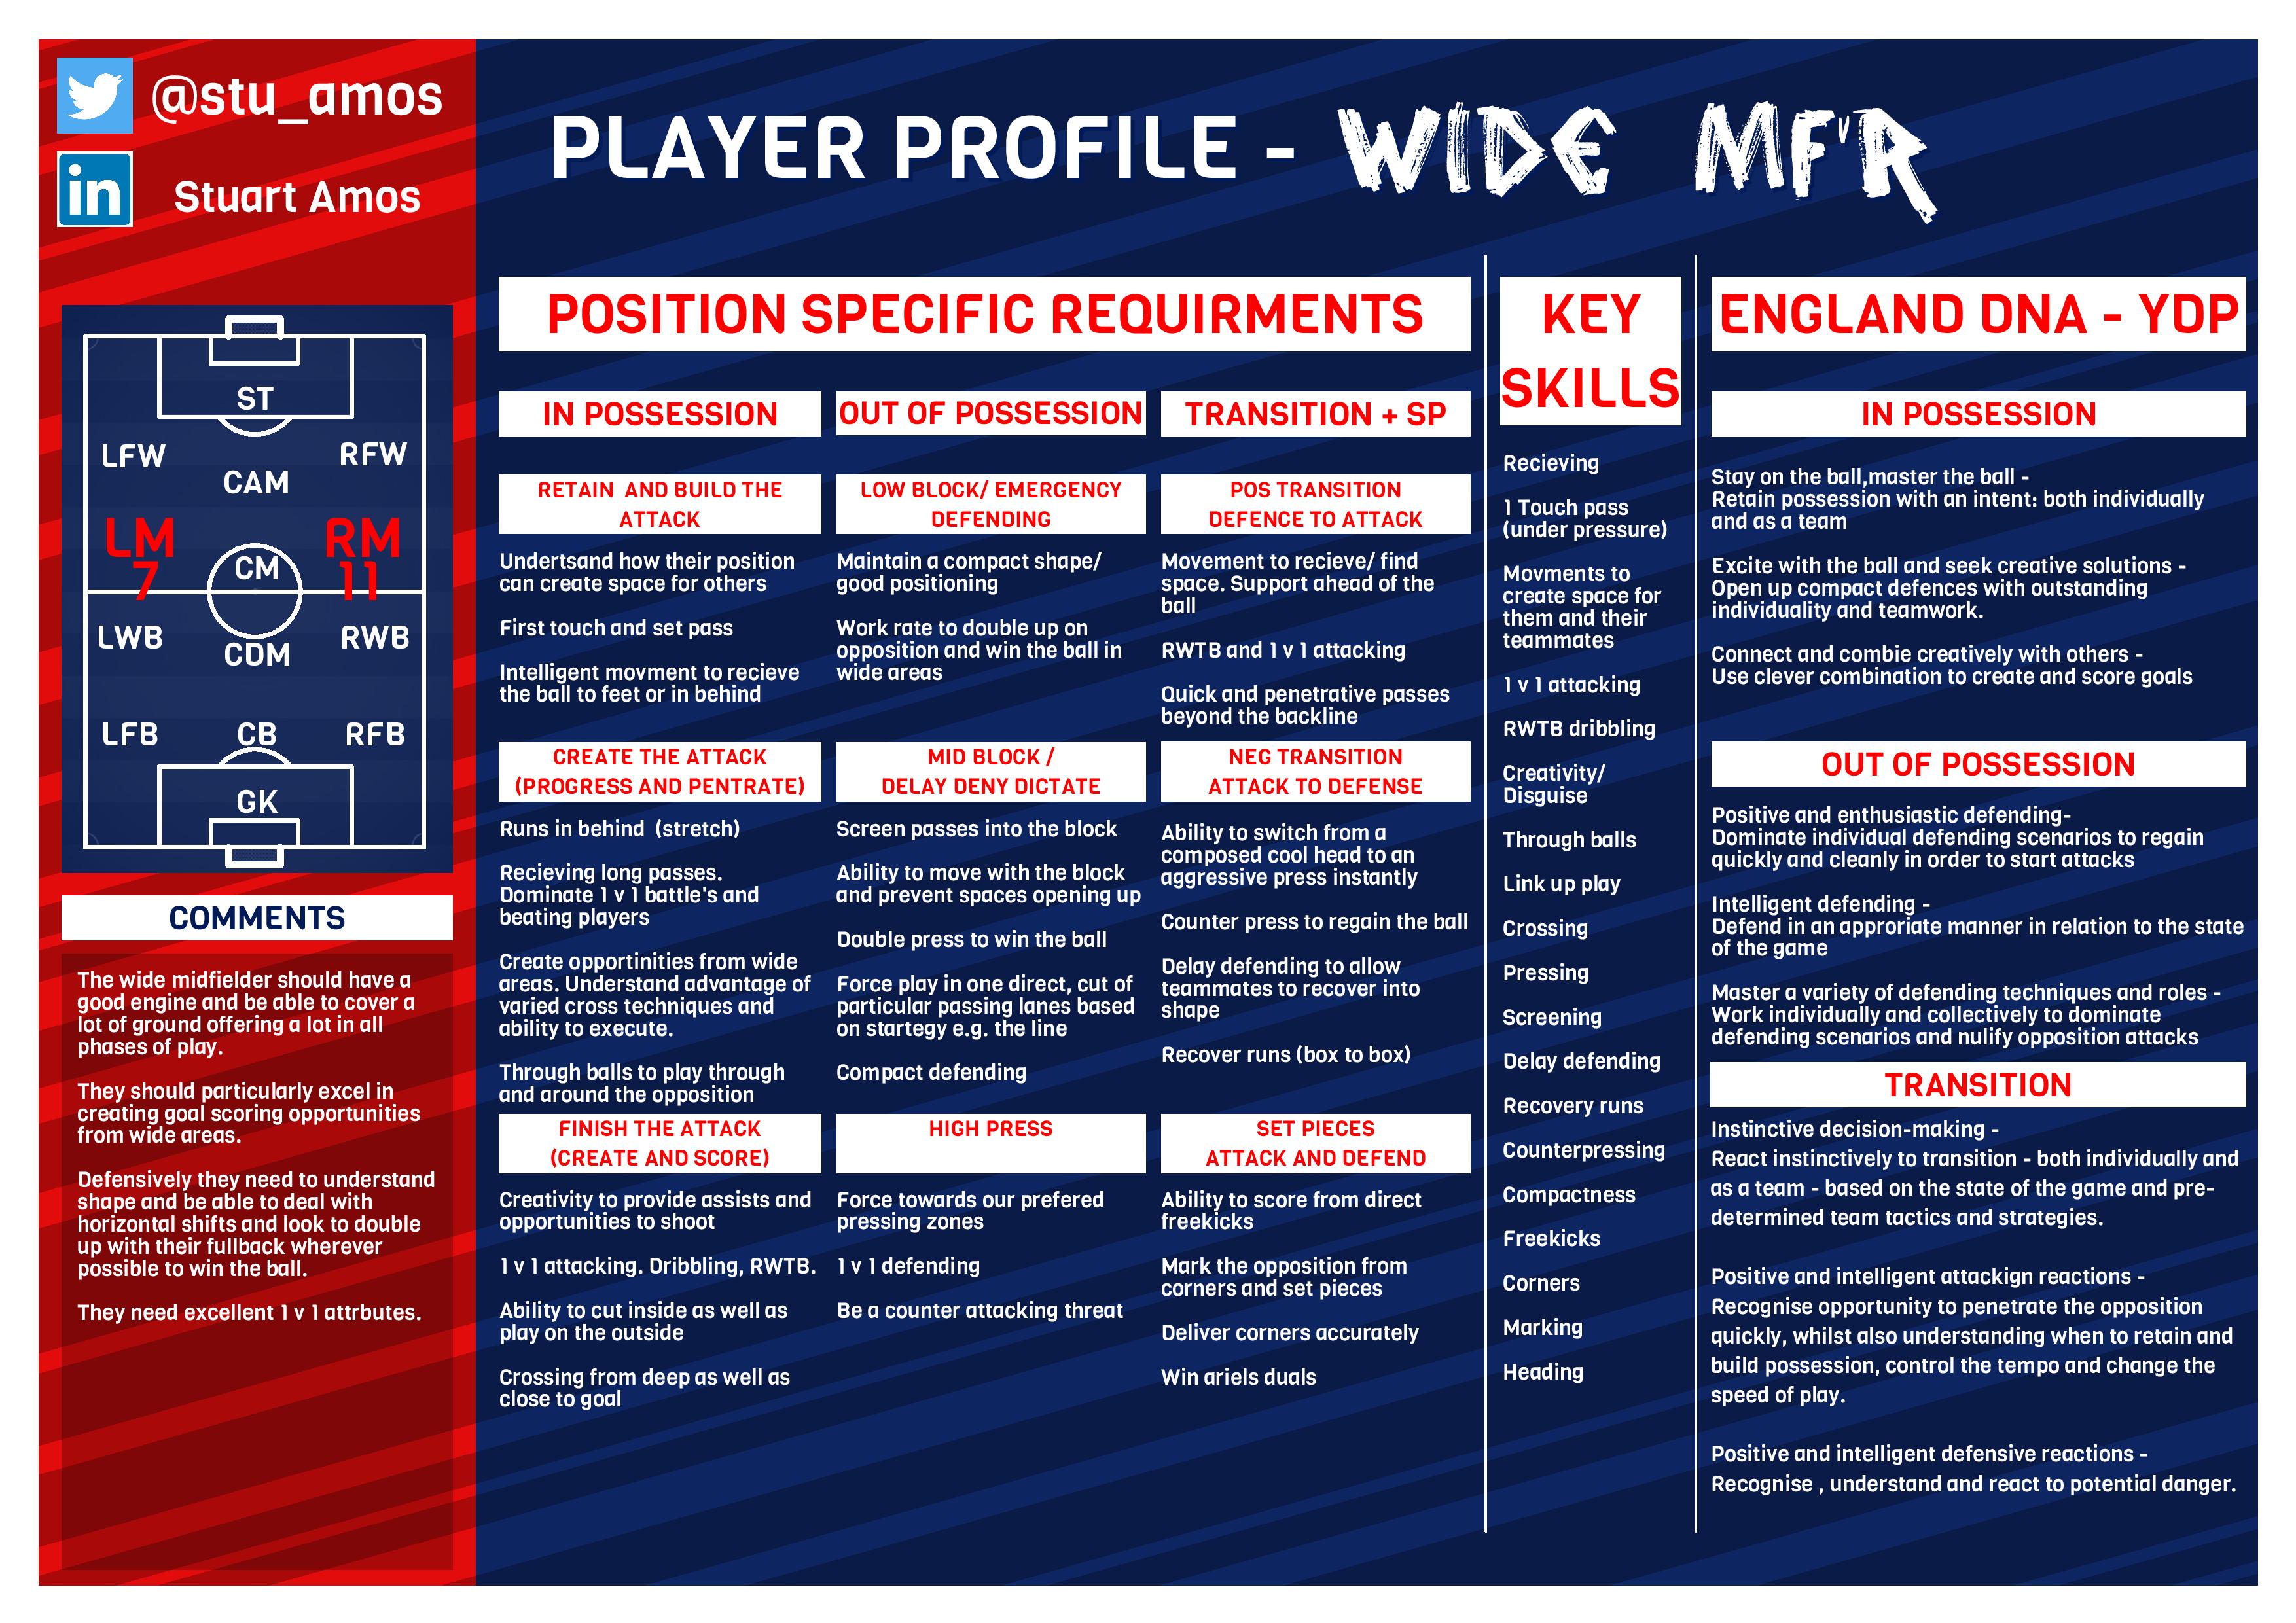 @stu_amos
in
Stuart Amos
PLAYER PROFILE - WIDE MF'R
ST
LFW
RFW
CAM
LM
RM
7
CM
11
LWB
RWB
CDM
LFB
CB
RFB
GK
COMMENTS
The wide midfielder should have a
good engine and be able to cover a
lot of ground offering a lot in all
phases of play.
They should particularly excel in
creating goal scoring opportunities
from wide areas.
Defensively they need to understand
shape and be able to deal with
horizontal shifts and look to double
up with their fullback wherever
possible to win the ball.
They need excellent 1 v 1 attrbutes.
POSITION SPECIFIC REQUIRMENTS
IN POSSESSION
RETAIN AND BUILD THE
ATTACK
Undertsand how their position
can create space for others
First touch and set pass
Intelligent movment to recieve
the ball to feet or in behind
CREATE THE ATTACK
(PROGRESS AND PENTRATE)
Runs in behind (stretch)
Recieving long passes.
Dominate 1 v 1 battle's and
beating players
Create opportinities from wide
areas. Understand advantage of
varied cross techniques and
ability to execute.
Through balls to play through
and around the opposition
FINISH THE ATTACK
(CREATE AND SCORE)
Creativity to provide assists and
opportunities to shoot
1 v 1 attacking. Dribbling, RWTB.
Ability to cut inside as well as
play on the outside
Crossing from deep as well as
close to goal
OUT OF POSSESSION
LOW BLOCK/ EMERGENCY
DEFENDING
Maintain a compact shape/
good positioning
Work rate to double up on
opposition and win the ball in
wide areas
MID BLOCK /
DELAY DENY DICTATE
Screen passes into the block
Ability to move with the block
and prevent spaces opening up
Double press to win the ball
Force play in one direct, cut of
particular passing lanes based
on startegy e.g. the line
Compact defending
HIGH PRESS
Force towards our prefered
pressing zones
1 v 1 defending
Be a counter attacking threat
TRANSITION + SP
POS TRANSITION
DEFENCE TO ATTACK
Movement to recieve/ find
space. Support ahead of the
ball
RWTB and 1 v 1 attacking
Quick and penetrative passes
beyond the backline
NEG TRANSITION
ATTACK TO DEFENSE
Ability to switch from a
composed cool head to an
aggressive press instantly
Counter press to regain the ball
Delay defending to allow
teammates to recover into
shape
Recover runs (box to box)
SET PIECES
ATTACK AND DEFEND
Ability to score from direct
freekicks
Mark the opposition from
corners and set pieces
Deliver corners accurately
Win ariels duals
KEY
SKILLS
Recieving
1 Touch pass
(under pressure)
Movments to
create space for
them and their
teammates
1 v 1 attacking
RWTB dribbling
Creativity/
Disguise
Through balls
Link up play
Crossing
Pressing
Screening
Delay defending
Recovery runs
Counterpressing
Compactness
Freekicks
Corners
Marking
Heading
ENGLAND DNA - YDP
IN POSSESSION
Stay on the ball,master the ball -
Retain possession with an intent: both individually
and as a team
Excite with the ball and seek creative solutions -
Open up compact defences with outstanding
individuality and teamwork.
Connect and combie creatively with others -
Use clever combination to create and score goals
OUT OF POSSESSION
Positive and enthusiastic defending-
Dominate individual defending scenarios to regain
quickly and cleanly in order to start attacks
Intelligent defending -
Defend in an approriate manner in relation to the state
of the game
Master a variety of defending techniques and roles -
Work individually and collectively to dominate
defending scenarios and nulify opposition attacks
TRANSITION
Instinctive decision-making -
React instinctively to transition - both individually and
as a team - based on the state of the game and pre-
determined team tactics and strategies.
Positive and intelligent attackign reactions -
Recognise opportunity to penetrate the opposition
quickly, whilst also understanding when to retain and
build possession, control the tempo and change the
speed of play.
Positive and intelligent defensive reactions -
Recognise , understand and react to potential danger.